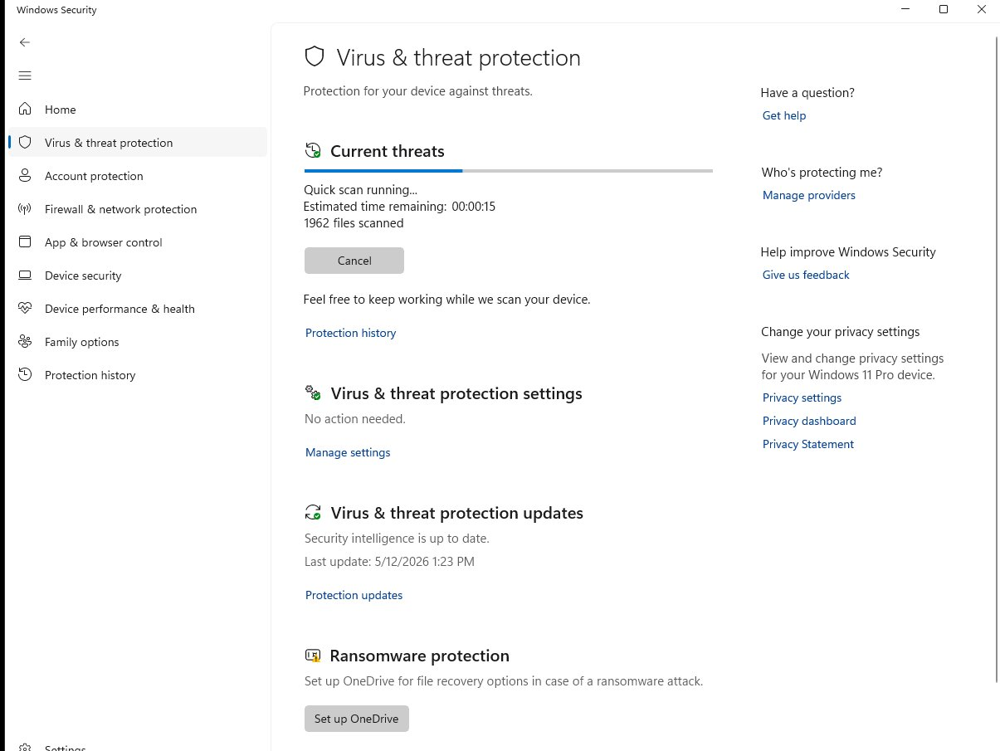 Windows Security
Home
Virus & threat protection
Account protection
Firewall & network protection
App & browser control
Device security
Device performance & health
Family options
Protection history
Settings
Virus & threat protection
Protection for your device against threats.
Current threats
Quick scan running...
Estimated time remaining: 00:00:15
1962 files scanned
Cancel
Feel free to keep working while we scan your device.
Protection history
Virus & threat protection settings
No action needed.
Manage settings
Virus & threat protection updates
Security intelligence is up to date.
Last update: 5/12/2026 1:23 PM
Protection updates
Ransomware protection
Set up OneDrive for file recovery options in case of a ransomware attack.
Set up OneDrive
Have a question?
Get help
Who's protecting me?
Manage providers
Help improve Windows Security
Give us feedback
Change your privacy settings
View and change privacy settings
for your Windows 11 Pro device.
Privacy settings
Privacy dashboard
Privacy Statement